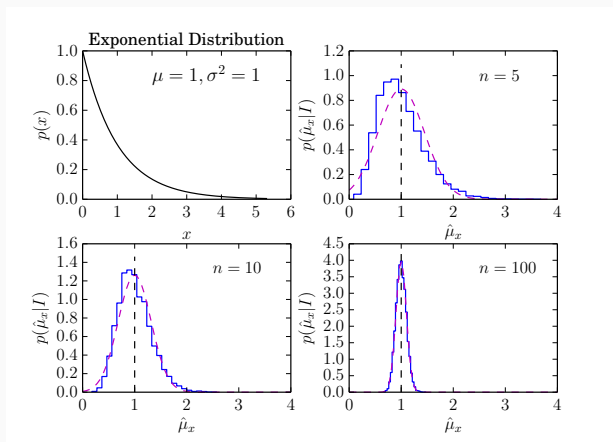 Exponential Distribution
1.0
0.8
0.6
0.4
0.2
0.0
p(x)
μ = 1, σ² = 1
0 1 2 3 4 5 6
x
1.2
1.0
0.8
0.6
0.4
0.2
0.0
p(μ̂ₓ|I)
n = 5
0 1 2 3 4
μ̂ₓ
1.6
1.4
1.2
1.0
0.8
0.6
0.4
0.2
0.0
p(μ̂ₓ|I)
n = 10
0 1 2 3 4
μ̂ₓ
4.5
4.0
3.5
3.0
2.5
2.0
1.5
1.0
0.5
0.0
p(μ̂ₓ|I)
n = 100
0 1 2 3 4
μ̂ₓ